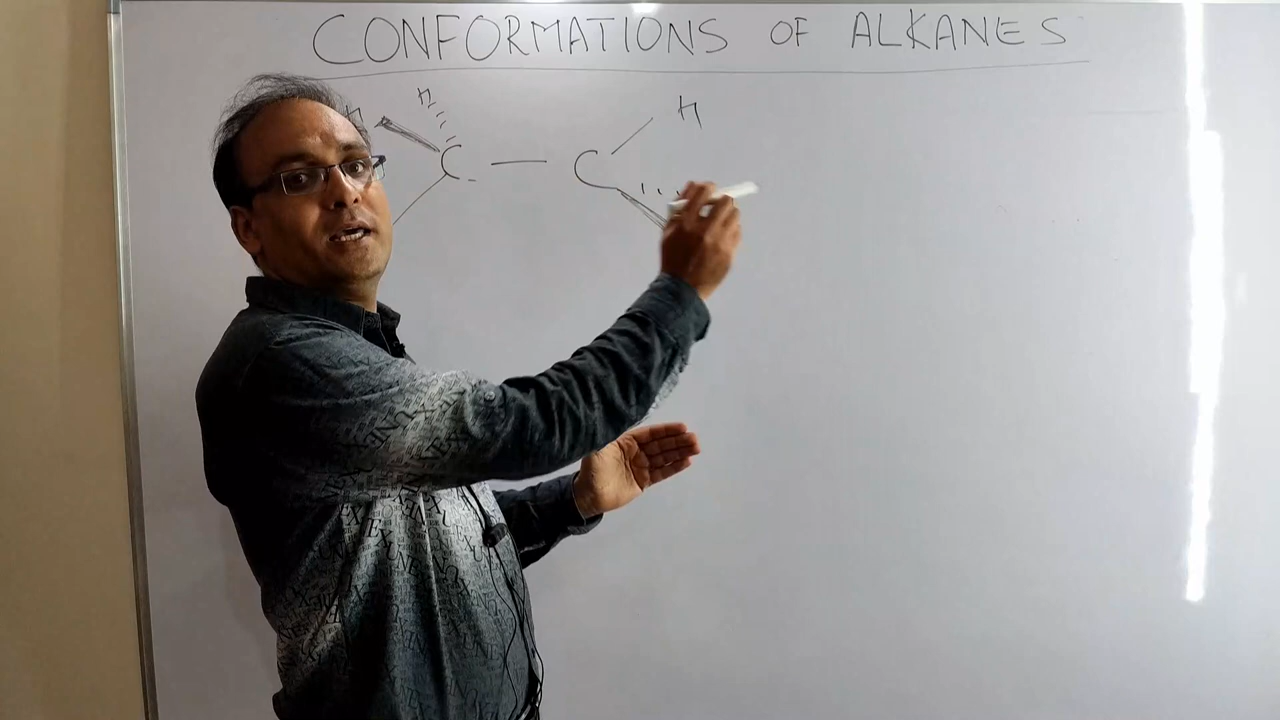 CONFORMATIONS OF ALKANES
H H H
C — C